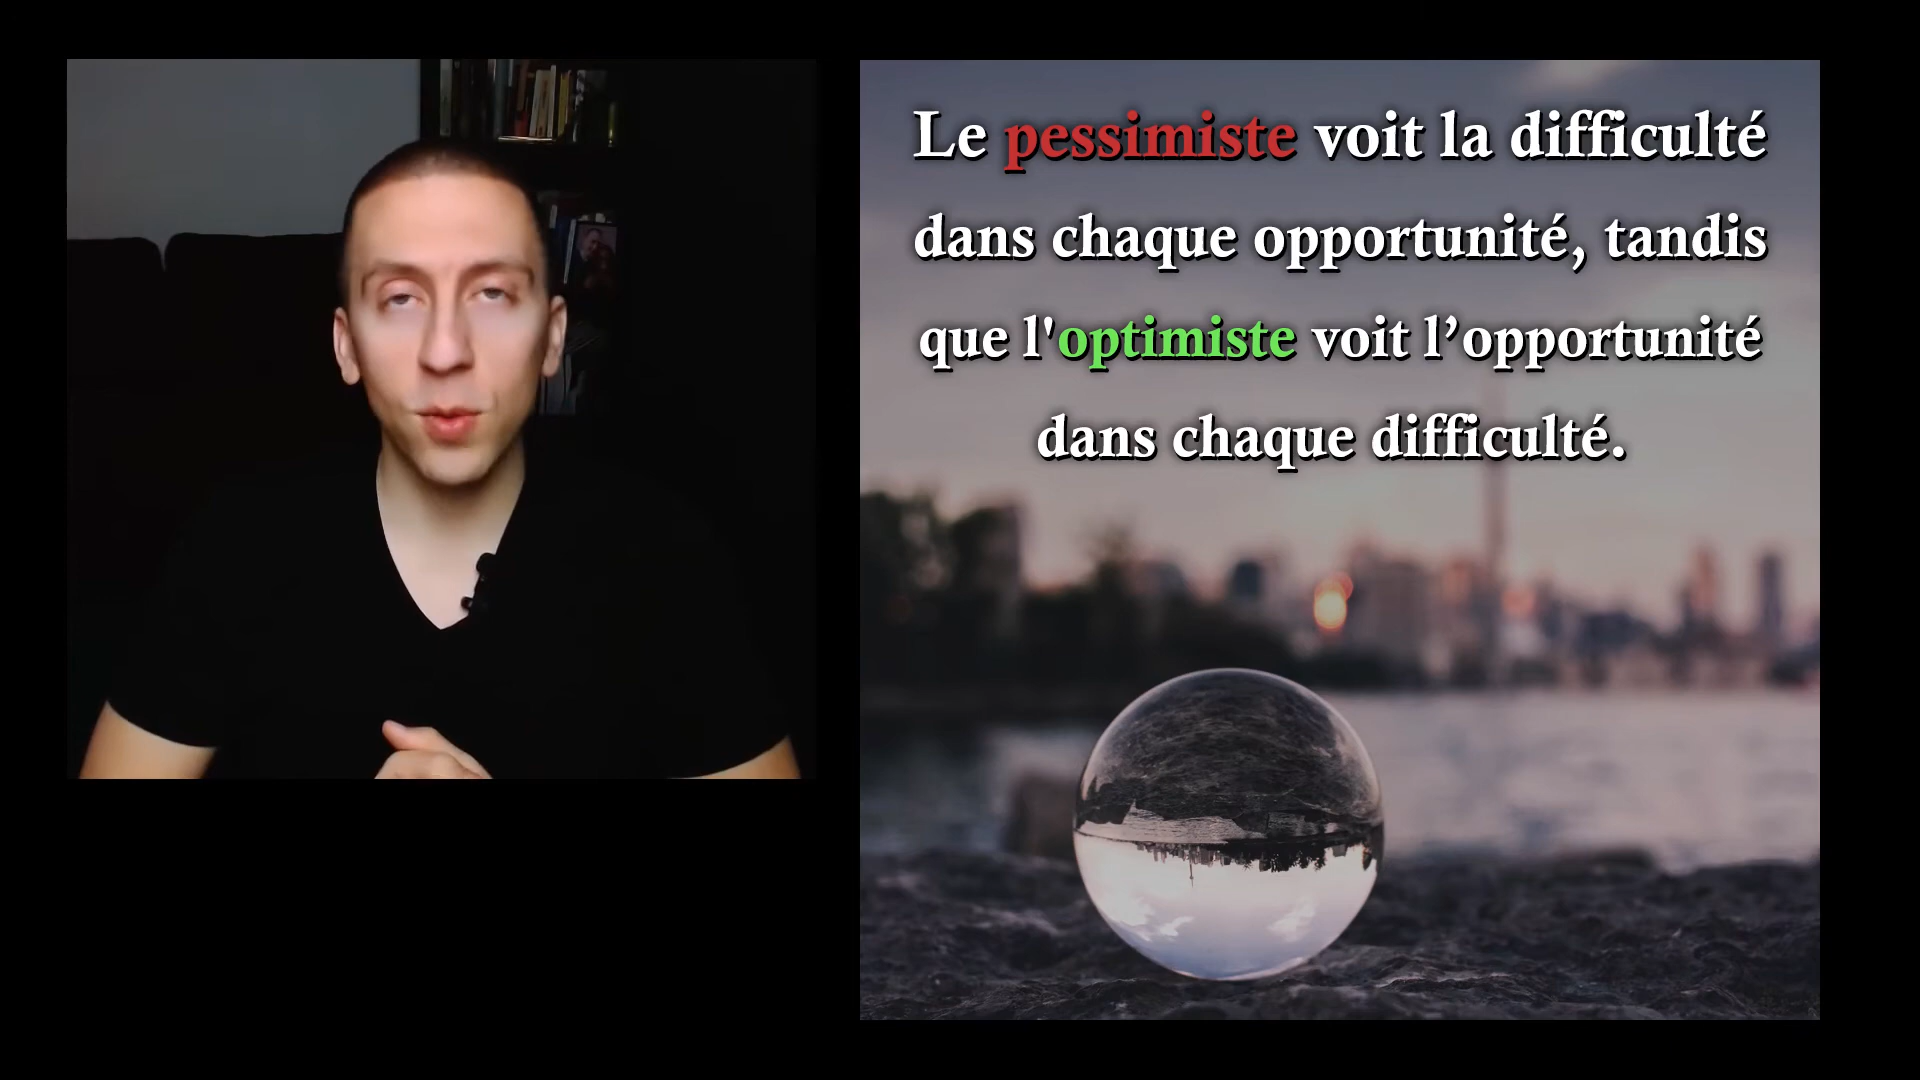 Le pessimiste voit la difficulté
dans chaque opportunité, tandis
que l'optimiste voit l’opportunité
dans chaque difficulté.